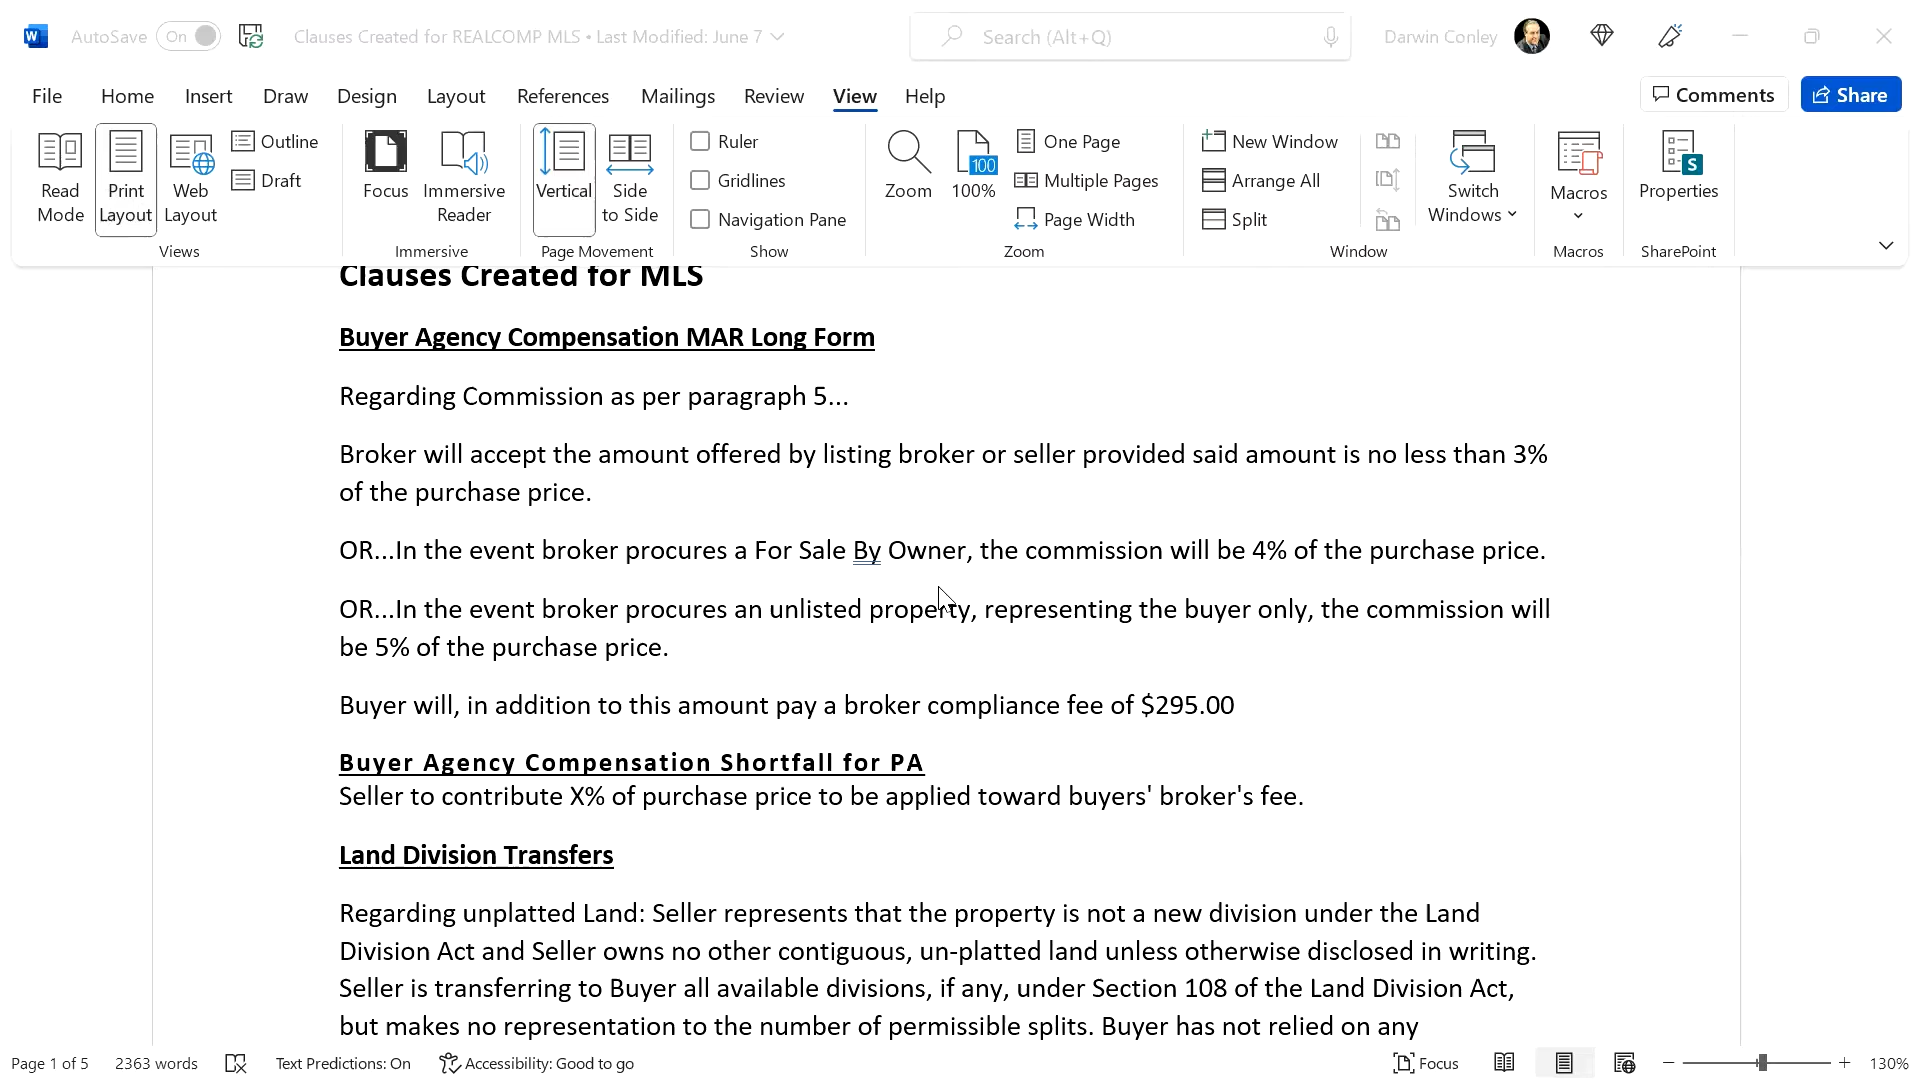 W AutoSave On Clauses Created for REALCOMP MLS • Last Modified: June 7 Search (Alt+Q) Darwin Conley
File Home Insert Draw Design Layout References Mailings Review View Help Comments Share
Read Mode
Print Layout
Web Layout
Outline
Draft
Views
Focus
Immersive Reader
Immersive
Vertical
Side to Side
Page Movement
Ruler
Gridlines
Navigation Pane
Show
Zoom
100
100%
One Page
Multiple Pages
Page Width
Zoom
New Window
Arrange All
Split
Switch Windows
Window
Macros
Macros
S
Properties
SharePoint
Clauses Created for MLS
Buyer Agency Compensation MAR Long Form
Regarding Commission as per paragraph 5...
Broker will accept the amount offered by listing broker or seller provided said amount is no less than 3%
of the purchase price.
OR...In the event broker procures a For Sale By Owner, the commission will be 4% of the purchase price.
OR...In the event broker procures an unlisted property, representing the buyer only, the commission will
be 5% of the purchase price.
Buyer will, in addition to this amount pay a broker compliance fee of $295.00
Buyer Agency Compensation Shortfall for PA
Seller to contribute X% of purchase price to be applied toward buyers' broker's fee.
Land Division Transfers
Regarding unplatted Land: Seller represents that the property is not a new division under the Land
Division Act and Seller owns no other contiguous, un-platted land unless otherwise disclosed in writing.
Seller is transferring to Buyer all available divisions, if any, under Section 108 of the Land Division Act,
but makes no representation to the number of permissible splits. Buyer has not relied on any
Page 1 of 5 2363 words Text Predictions: On Accessibility: Good to go Focus 130%